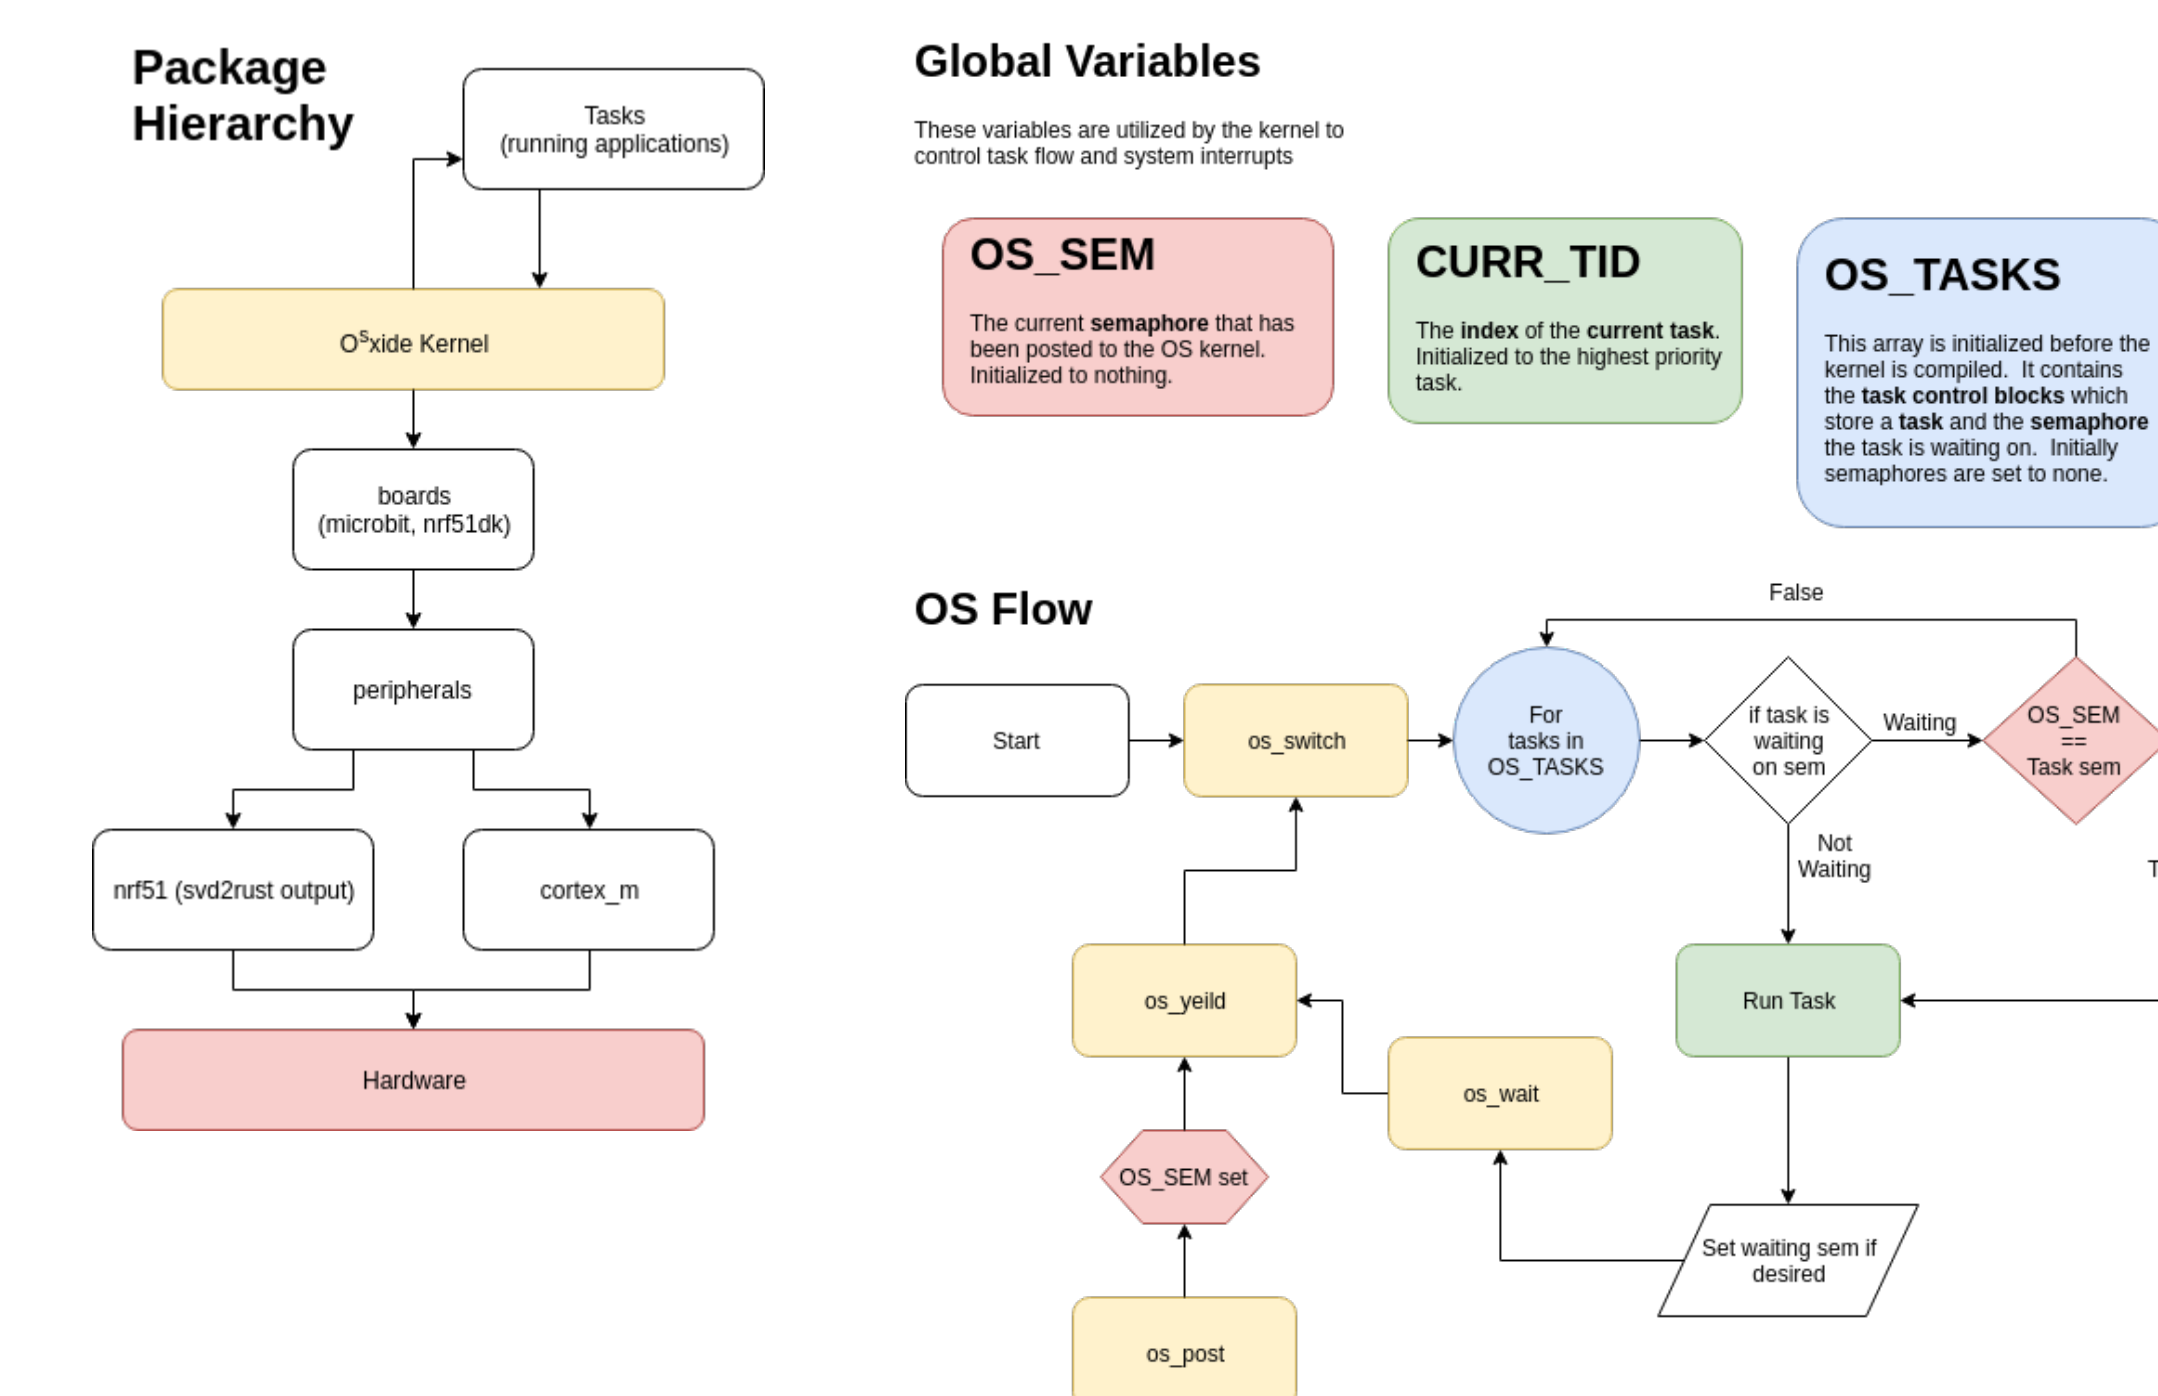 Package
Hierarchy
Tasks
(running applications)
OSxide Kernel
boards
(microbit, nrf51dk)
peripherals
nrf51 (svd2rust output)
cortex_m
Hardware
Global Variables
These variables are utilized by the kernel to
control task flow and system interrupts
OS_SEM
The current semaphore that has
been posted to the OS kernel.
Initialized to nothing.
CURR_TID
The index of the current task.
Initialized to the highest priority
task.
OS_TASKS
This array is initialized before the
kernel is compiled.  It contains
the task control blocks which
store a task and the semaphore
the task is waiting on.  Initially
semaphores are set to none.
OS Flow
False
Start
os_switch
For
tasks in
OS_TASKS
if task is
waiting
on sem
Waiting
OS_SEM
==
Task sem
Not
Waiting
os_yeild
Run Task
os_wait
OS_SEM set
Set waiting sem if
desired
os_post